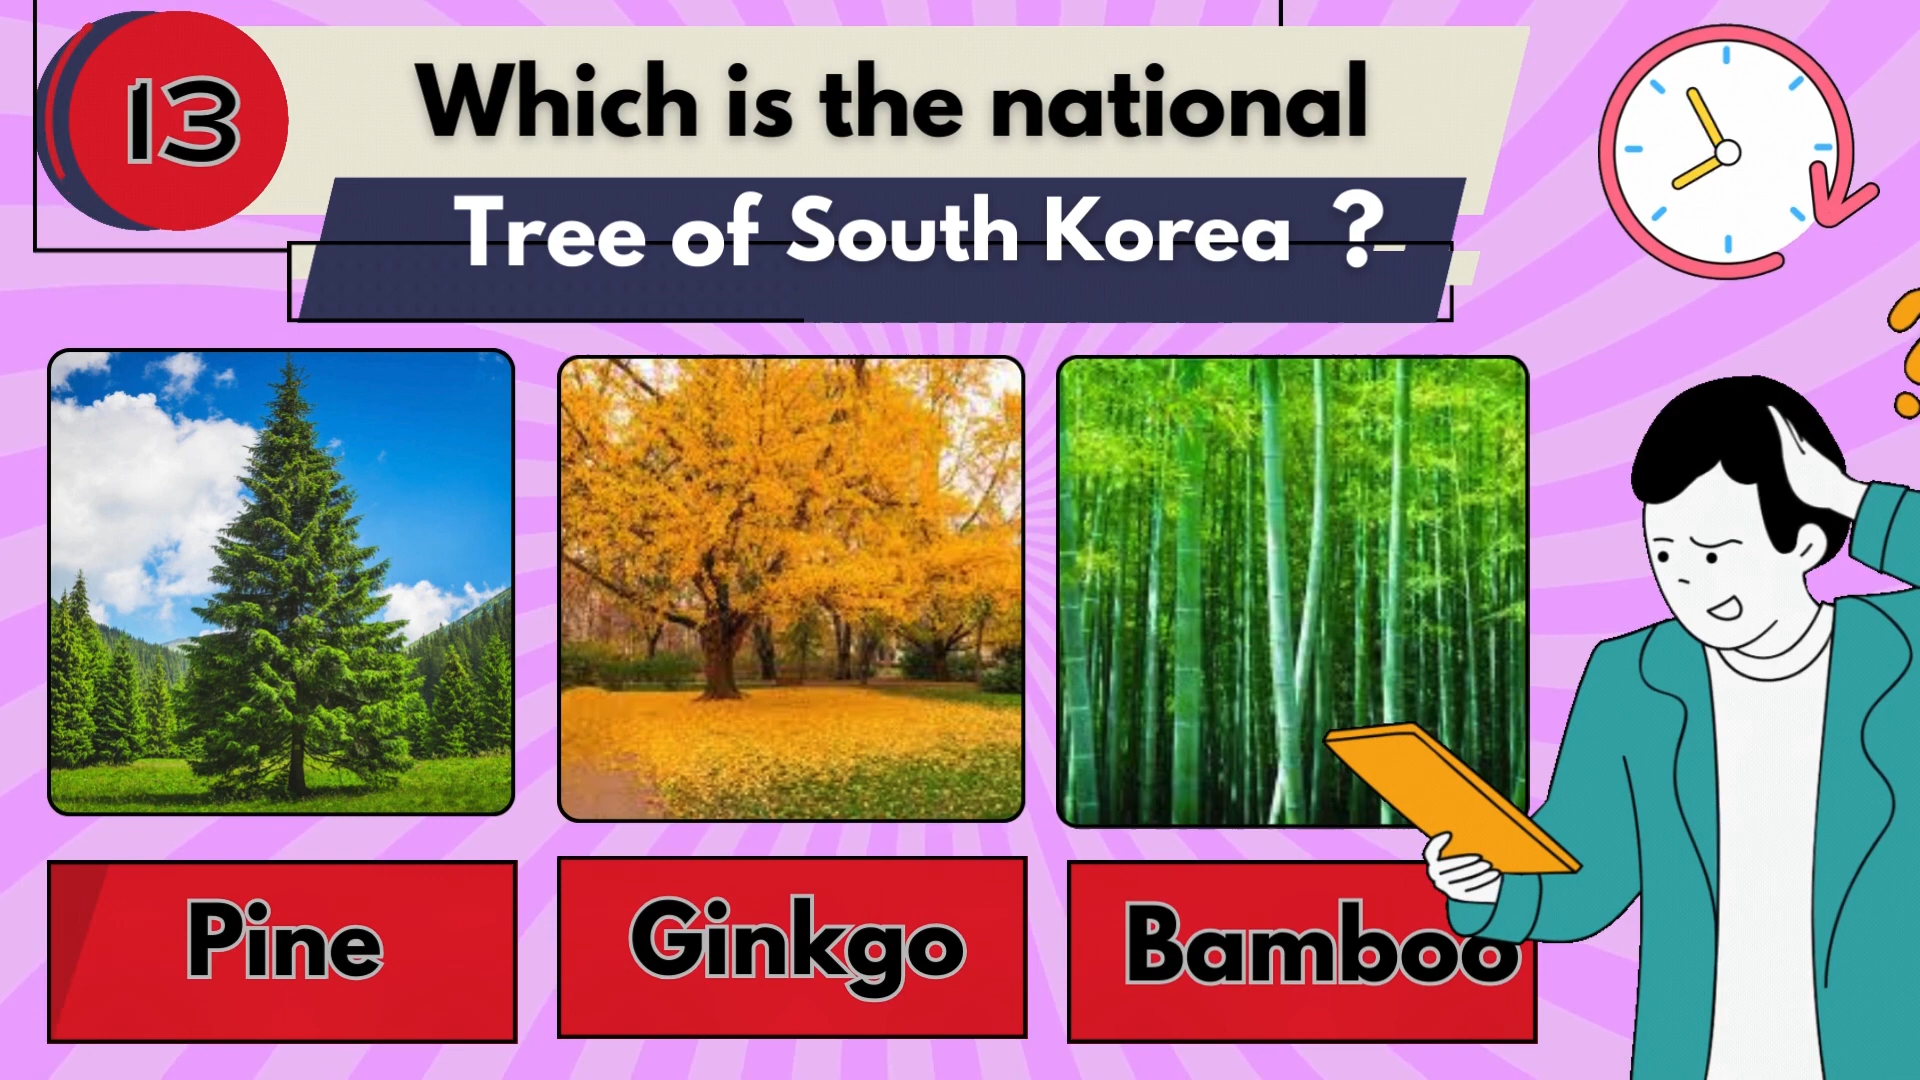 13
Which is the national
Tree of South Korea ?
Pine
Ginkgo
Bamboo
?